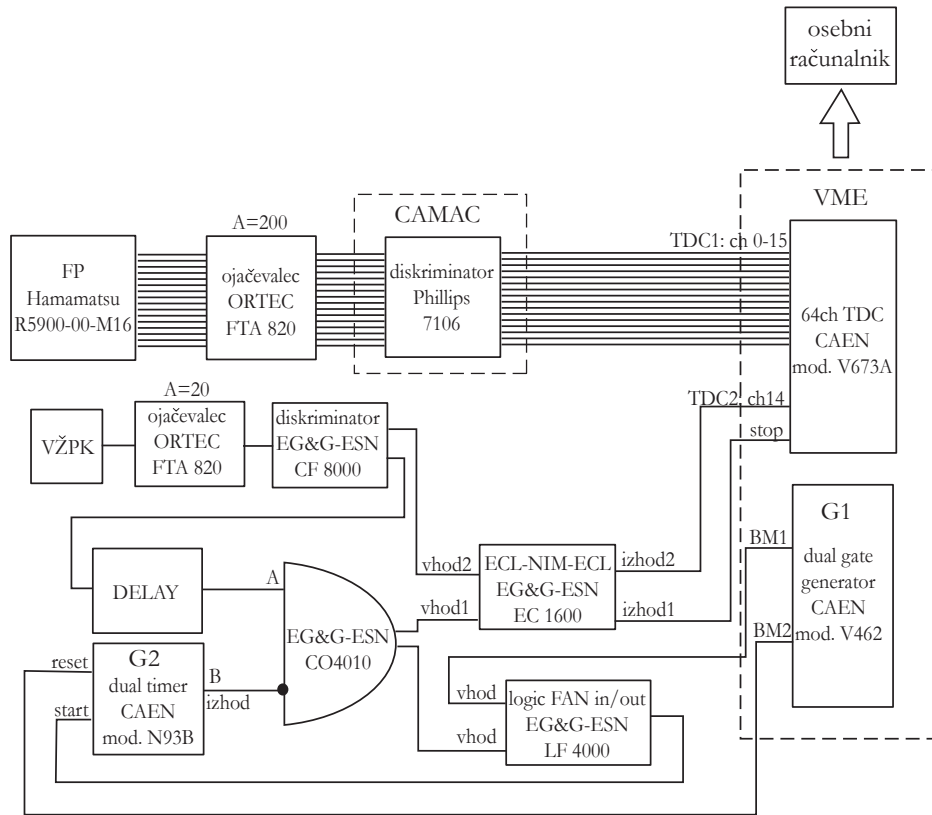 osebni
računalnik
VME
CAMAC
A=200
TDC1: ch 0-15
FP
Hamamatsu
R5900-00-M16
ojačevalec
ORTEC
FTA 820
diskriminator
Phillips
7106
64ch TDC
CAEN
mod. V673A
A=20
TDC2 ch14
stop
VŽPK
ojačevalec
ORTEC
FTA 820
diskriminator
EG&G-ESN
CF 8000
G1
dual gate
generator
CAEN
mod. V462
BM1
BM2
vhod2
vhod1
ECL-NIM-ECL
EG&G-ESN
EC 1600
izhod2
izhod1
DELAY
A
EG&G-ESN
CO4010
reset
start
G2
dual timer
CAEN
mod. N93B
B
izhod
vhod
vhod
logic FAN in/out
EG&G-ESN
LF 4000